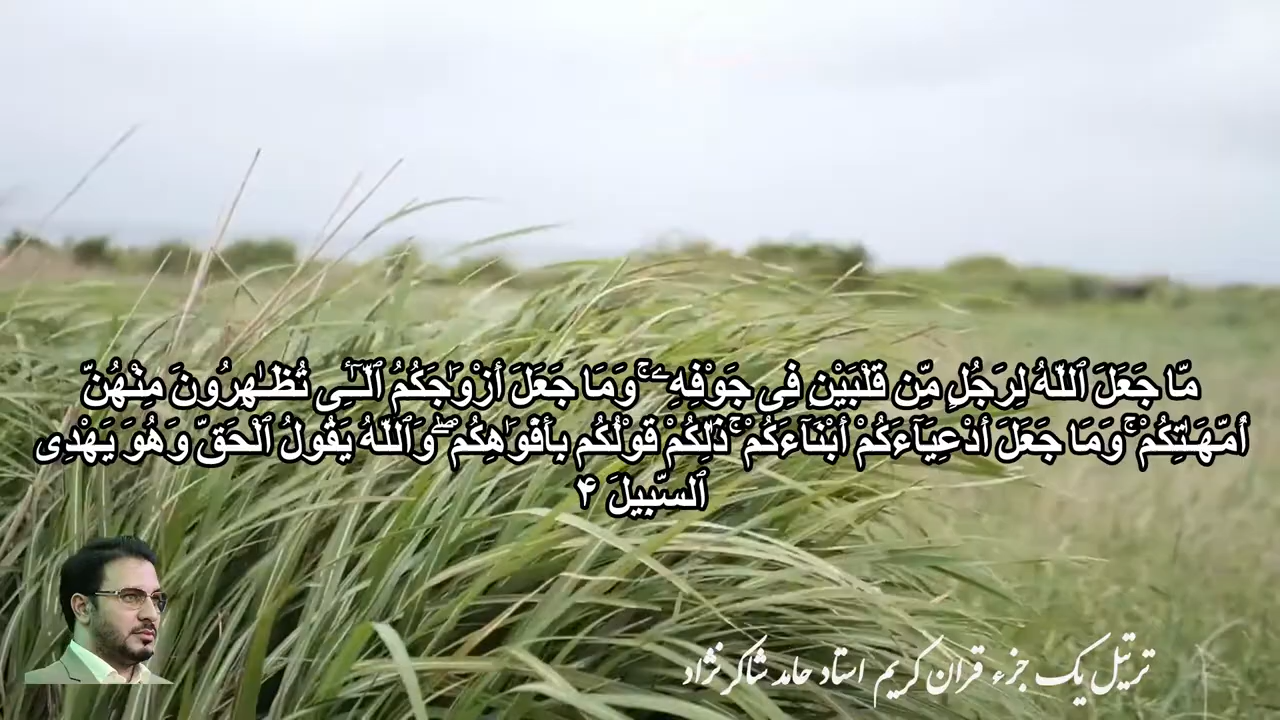 مَّا جَعَلَ ٱللَّهُ لِرَجُلٍ مِّن قَلْبَيْنِ فِى جَوْفِهِۦ ۚ وَمَا جَعَلَ أَزْوَٰجَكُمُ ٱلَّـٰٓـِٔى تُظَـٰهِرُونَ مِنْهُنَّ
أُمَّهَـٰتِكُمْ ۚ وَمَا جَعَلَ أَدْعِيَآءَكُمْ أَبْنَآءَكُمْ ۚ ذَٰلِكُمْ قَوْلُكُم بِأَفْوَٰهِكُمْ ۖ وَٱللَّهُ يَقُولُ ٱلْحَقَّ وَهُوَ يَهْدِى
ٱلسَّبِيلَ ۴
ترتیل یک جزء قرآن کریم استاد حامد شاکرنژاد